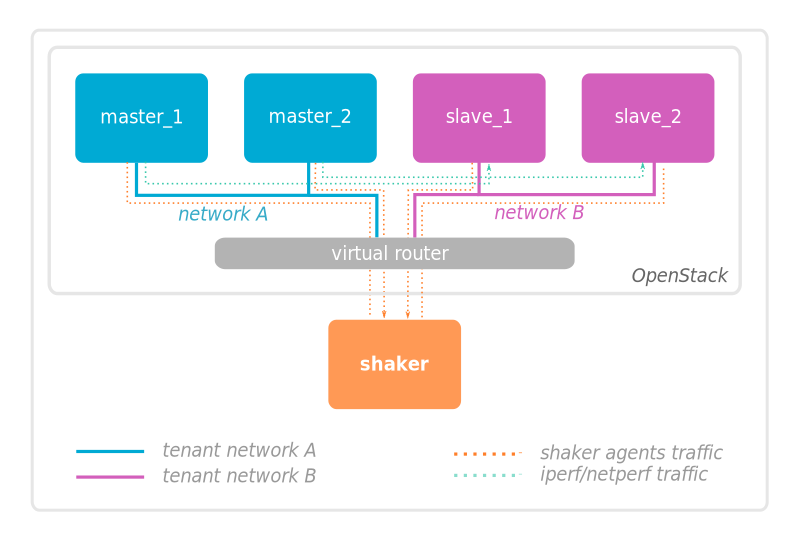 master_1
master_2
slave_1
slave_2
network A
network B
virtual router
OpenStack
shaker
tenant network A
tenant network B
shaker agents traffic
iperf/netperf traffic